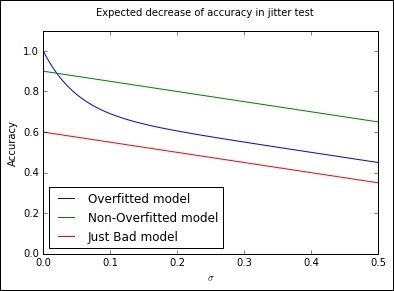 Expected decrease of accuracy in jitter test
Accuracy
1.0
0.8
0.6
0.4
0.2
0.0
Overfitted model
Non-Overfitted model
Just Bad model
0.0 0.1 0.2 0.3 0.4 0.5
σ